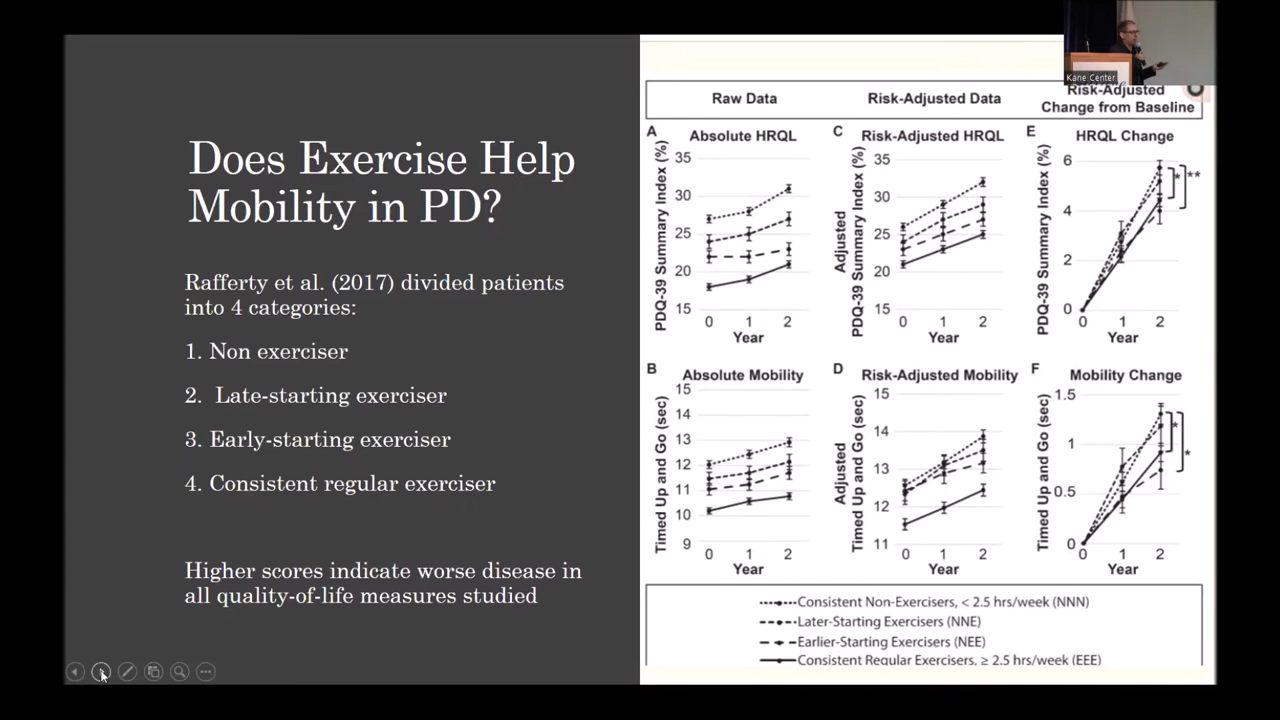 Kane Center
Does Exercise Help
Mobility in PD?
Rafferty et al. (2017) divided patients
into 4 categories:
1. Non exerciser
2. Late-starting exerciser
3. Early-starting exerciser
4. Consistent regular exerciser
Higher scores indicate worse disease in
all quality-of-life measures studied
Raw Data
Risk-Adjusted Data
Risk-Adjusted
Change from Baseline
A Absolute HRQL
PDQ-39 Summary Index (%)
35
30
25
20
15
0 1 2
Year
C Risk-Adjusted HRQL
Adjusted
PDQ-39 Summary Index (%)
35
30
25
20
15
0 1 2
Year
E HRQL Change
PDQ-39 Summary Index (%)
6
4
2
0
0 1 2
Year
* **
B Absolute Mobility
Timed Up and Go (sec)
15
14
13
12
11
10
9
0 1 2
Year
D Risk-Adjusted Mobility
Adjusted
Timed Up and Go (sec)
15
14
13
12
11
0 1 2
Year
F Mobility Change
Timed Up and Go (sec)
1.5
1
0.5
0
0 1 2
Year
* *
Consistent Non-Exercisers, < 2.5 hrs/week (NNN)
Later-Starting Exercisers (NNE)
Earlier-Starting Exercisers (NEE)
Consistent Regular Exercisers, ≥ 2.5 hrs/week (EEE)